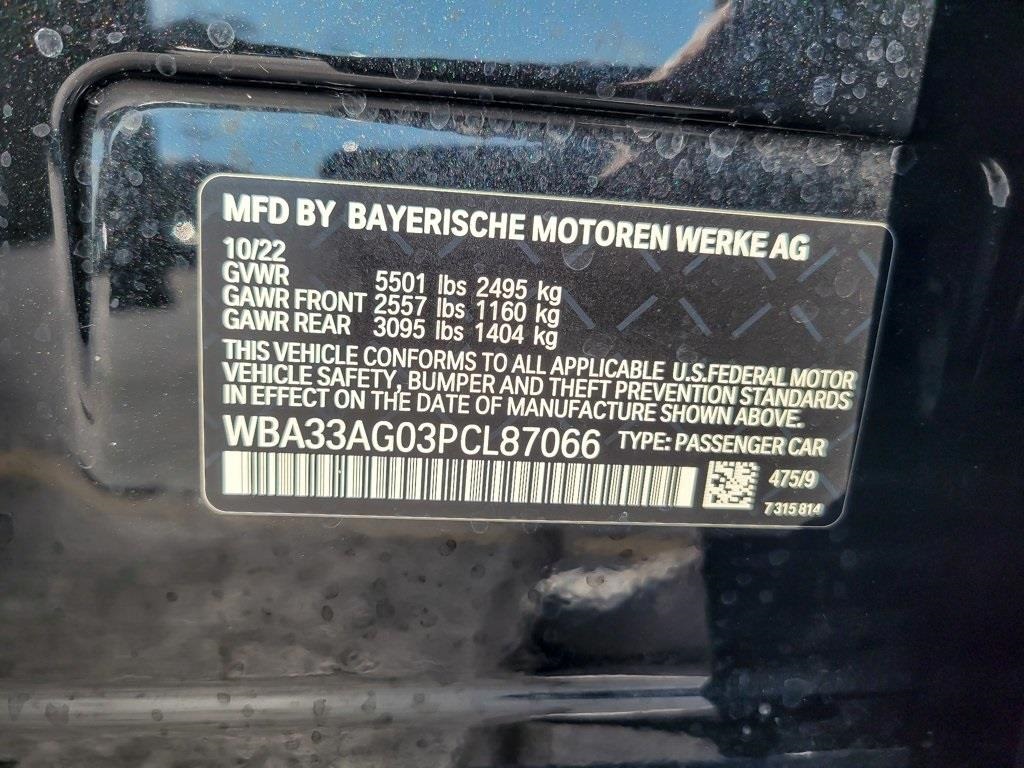 MFD BY BAYERISCHE MOTOREN WERKE AG
10/22
GVWR 5501 lbs 2495 kg
GAWR FRONT 2557 lbs 1160 kg
GAWR REAR 3095 lbs 1404 kg
THIS VEHICLE CONFORMS TO ALL APPLICABLE U.S.FEDERAL MOTOR
VEHICLE SAFETY, BUMPER AND THEFT PREVENTION STANDARDS
IN EFFECT ON THE DATE OF MANUFACTURE SHOWN ABOVE.
WBA33AG03PCL87066 TYPE: PASSENGER CAR
475/9
7 315 814